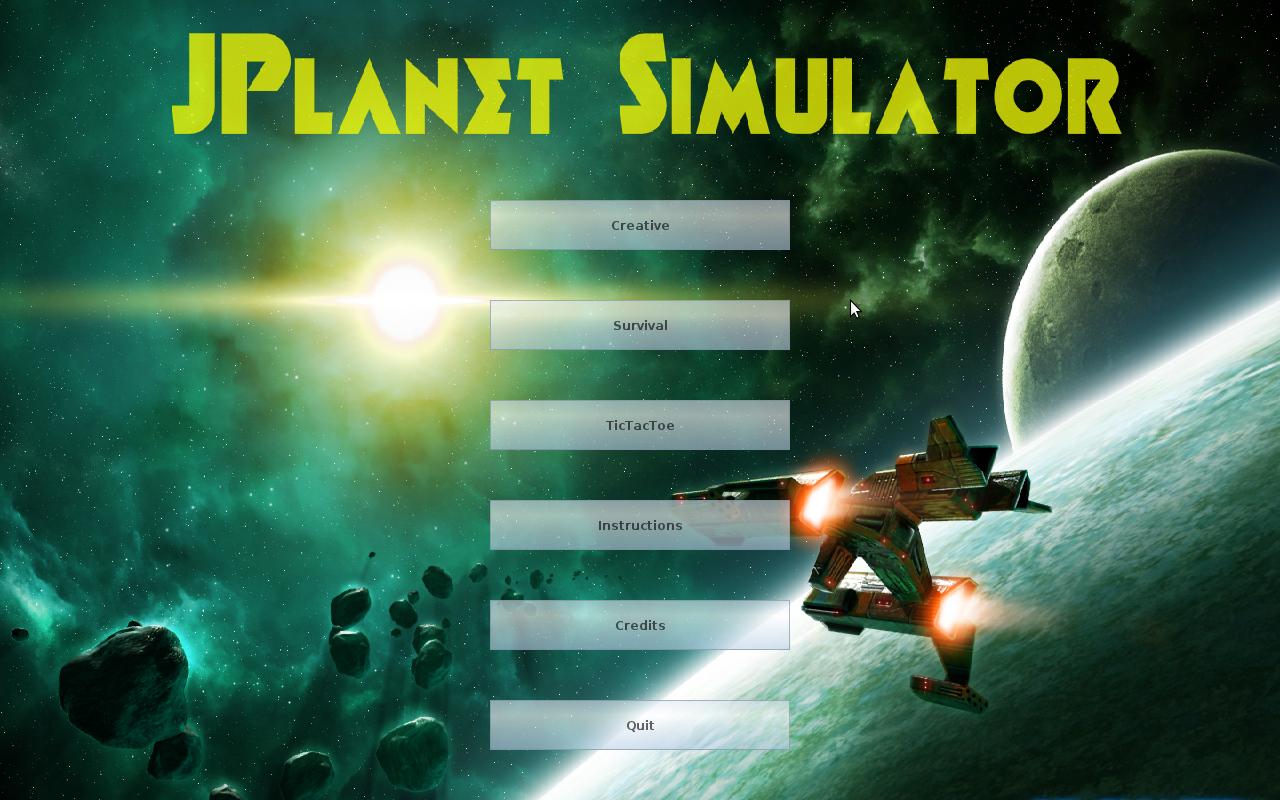 JPlanet Simulator
Creative
Survival
TicTacToe
Instructions
Credits
Quit